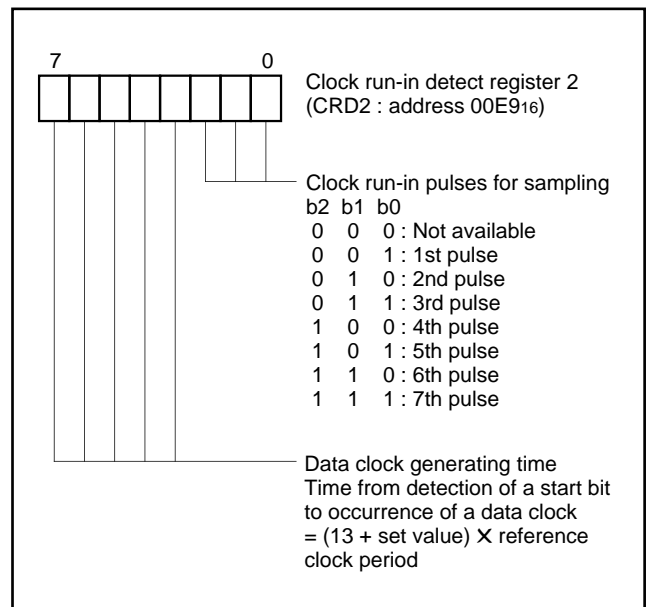 7 0
Clock run-in detect register 2
(CRD2 : address 00E916)
Clock run-in pulses for sampling
b2 b1 b0
0 0 0 : Not available
0 0 1 : 1st pulse
0 1 0 : 2nd pulse
0 1 1 : 3rd pulse
1 0 0 : 4th pulse
1 0 1 : 5th pulse
1 1 0 : 6th pulse
1 1 1 : 7th pulse
Data clock generating time
Time from detection of a start bit
to occurrence of a data clock
= (13 + set value) ✕ reference
clock period